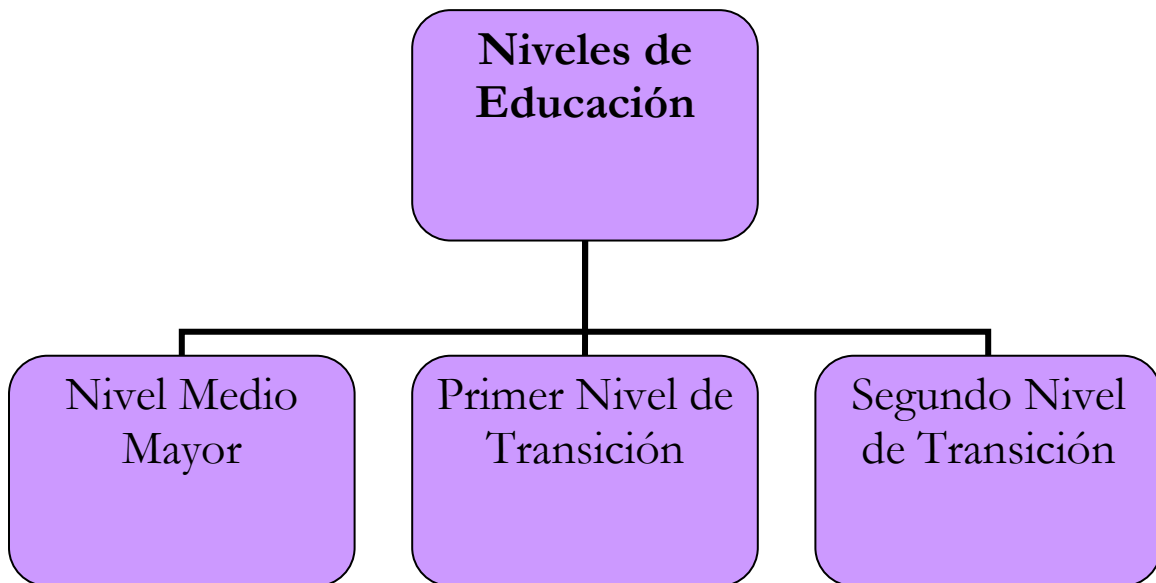 Niveles de
Educación
Nivel Medio
Mayor
Primer Nivel de
Transición
Segundo Nivel
de Transición